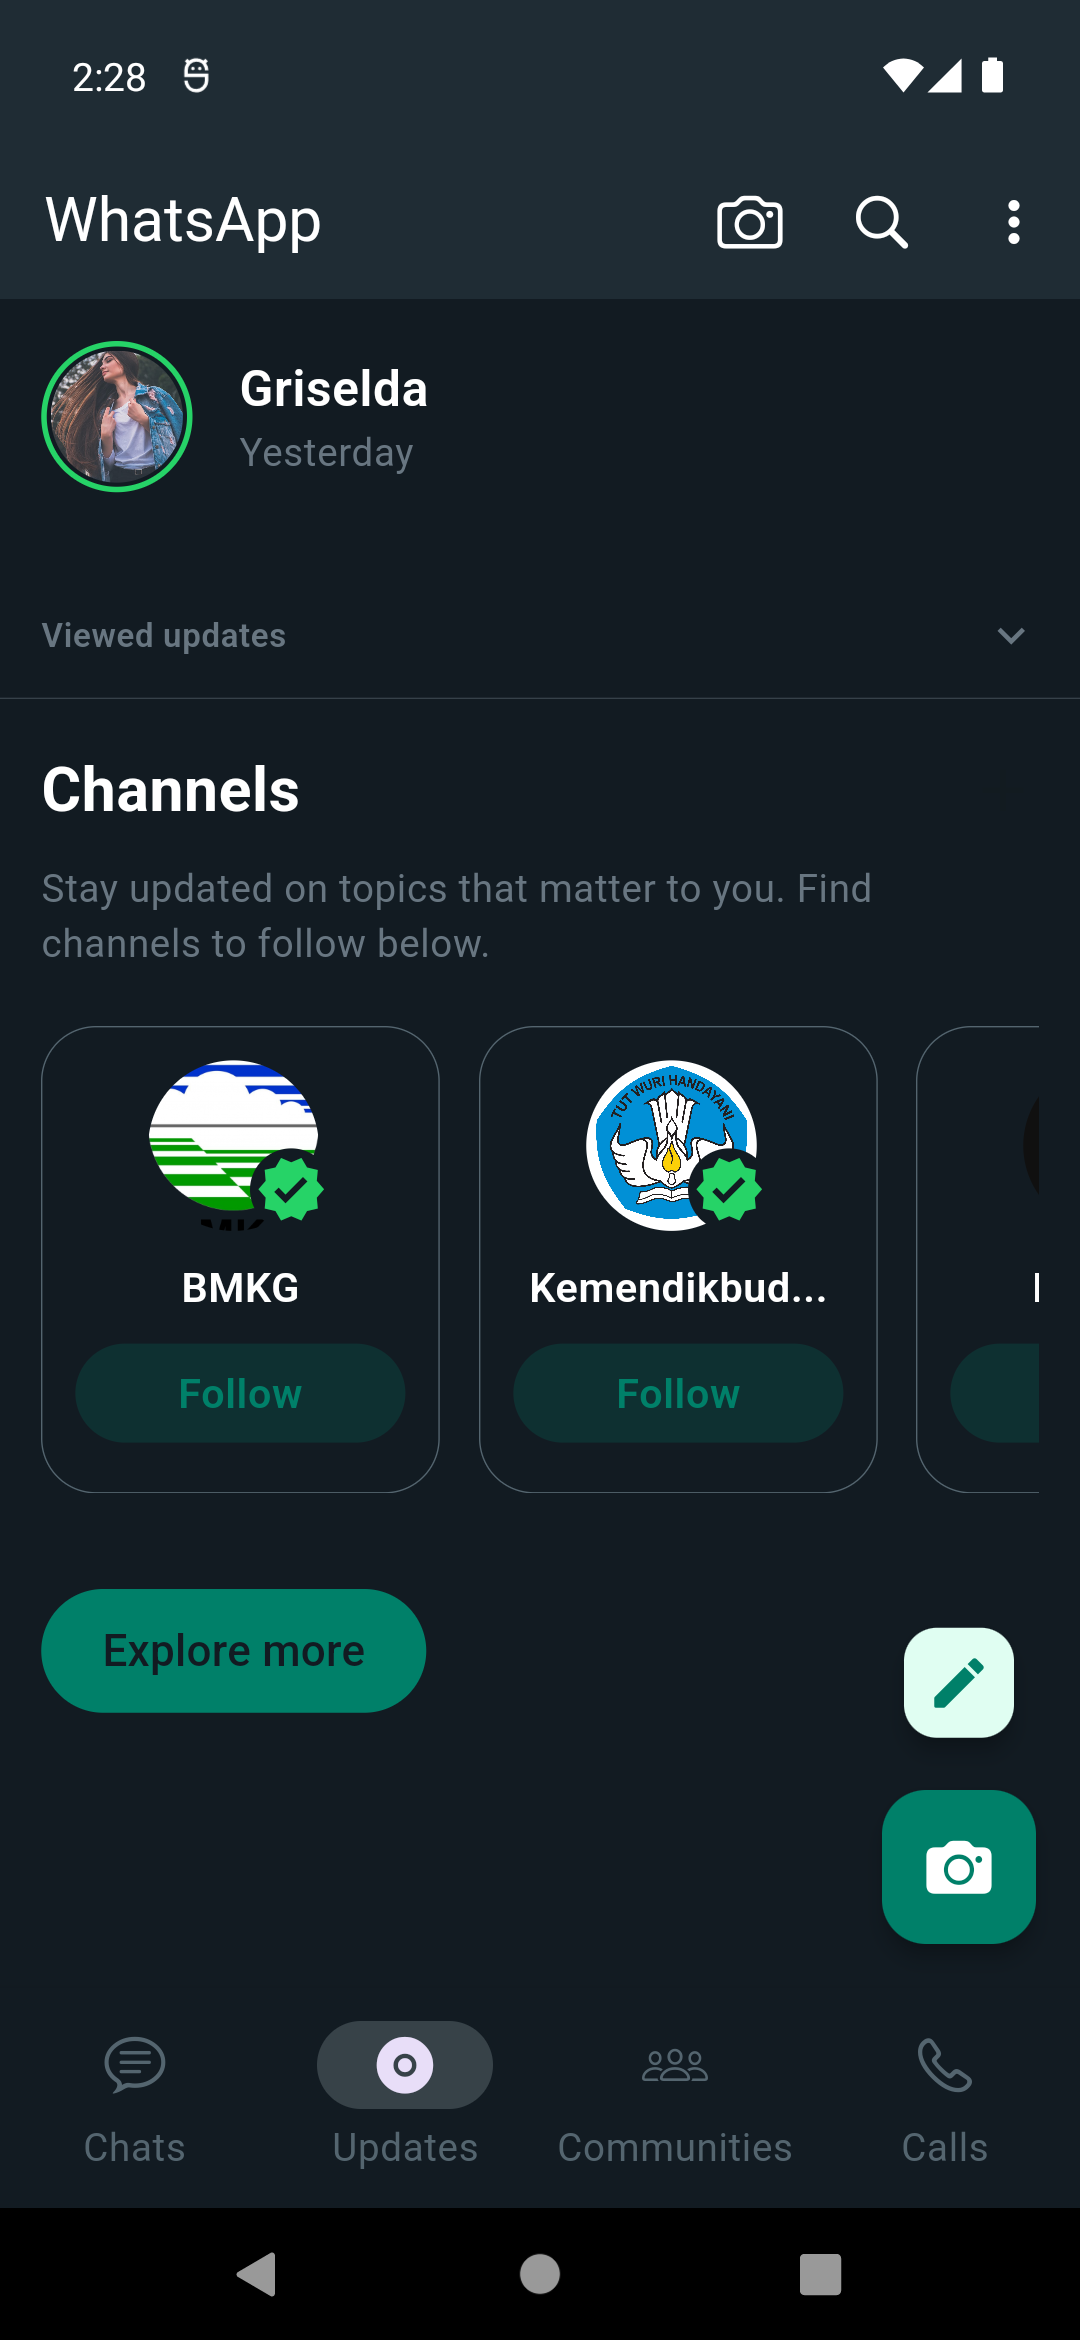 2:28
WhatsApp
Griselda
Yesterday
Viewed updates
Channels
Stay updated on topics that matter to you. Find
channels to follow below.
TUT WURI HANDAYANI
BMKG
Kemendikbud...
Follow
Follow
Explore more
Chats
Updates
Communities
Calls